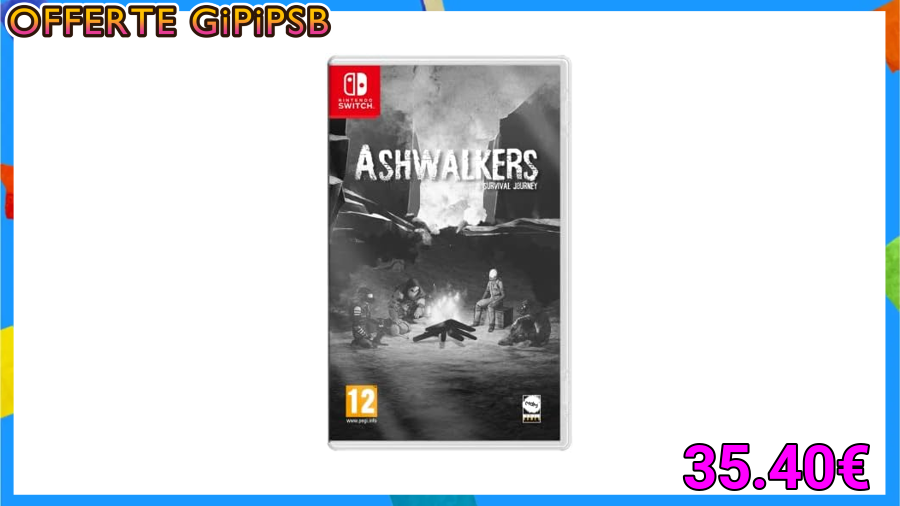 OFFERTE GiPiPSB
NINTENDO
SWITCH.
ASHWALKERS
A SURVIVAL JOURNEY
12
www.pegi.info
35.40€